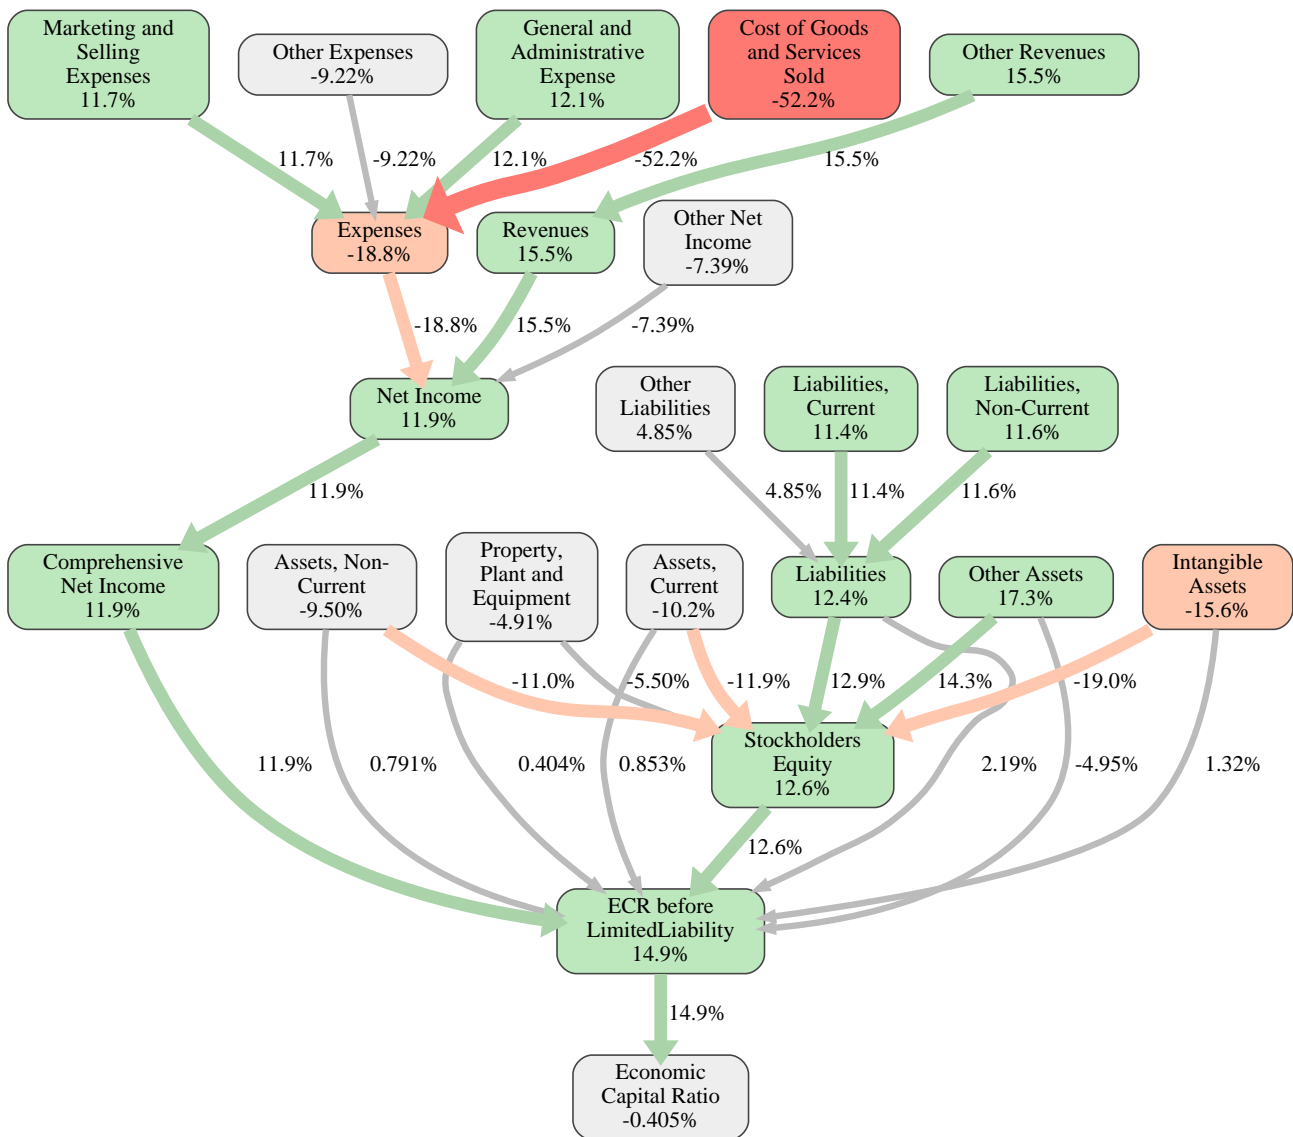 Marketing and
Selling
Expenses
11.7%
Other Expenses
-9.22%
General and
Administrative
Expense
12.1%
Cost of Goods
and Services
Sold
-52.2%
Other Revenues
15.5%
11.7%
-9.22%
12.1%
-52.2%
15.5%
Expenses
-18.8%
Revenues
15.5%
Other Net
Income
-7.39%
-18.8%
15.5%
-7.39%
Net Income
11.9%
Other
Liabilities
4.85%
Liabilities,
Current
11.4%
Liabilities,
Non-Current
11.6%
11.9%
4.85%
11.4%
11.6%
Comprehensive
Net Income
11.9%
Assets, Non-
Current
-9.50%
Property,
Plant and
Equipment
-4.91%
Assets,
Current
-10.2%
Liabilities
12.4%
Other Assets
17.3%
Intangible
Assets
-15.6%
-11.0%
-5.50%
-11.9%
12.9%
14.3%
-19.0%
Stockholders
Equity
12.6%
11.9%
0.791%
0.404%
0.853%
2.19%
-4.95%
1.32%
12.6%
ECR before
LimitedLiability
14.9%
14.9%
Economic
Capital Ratio
-0.405%